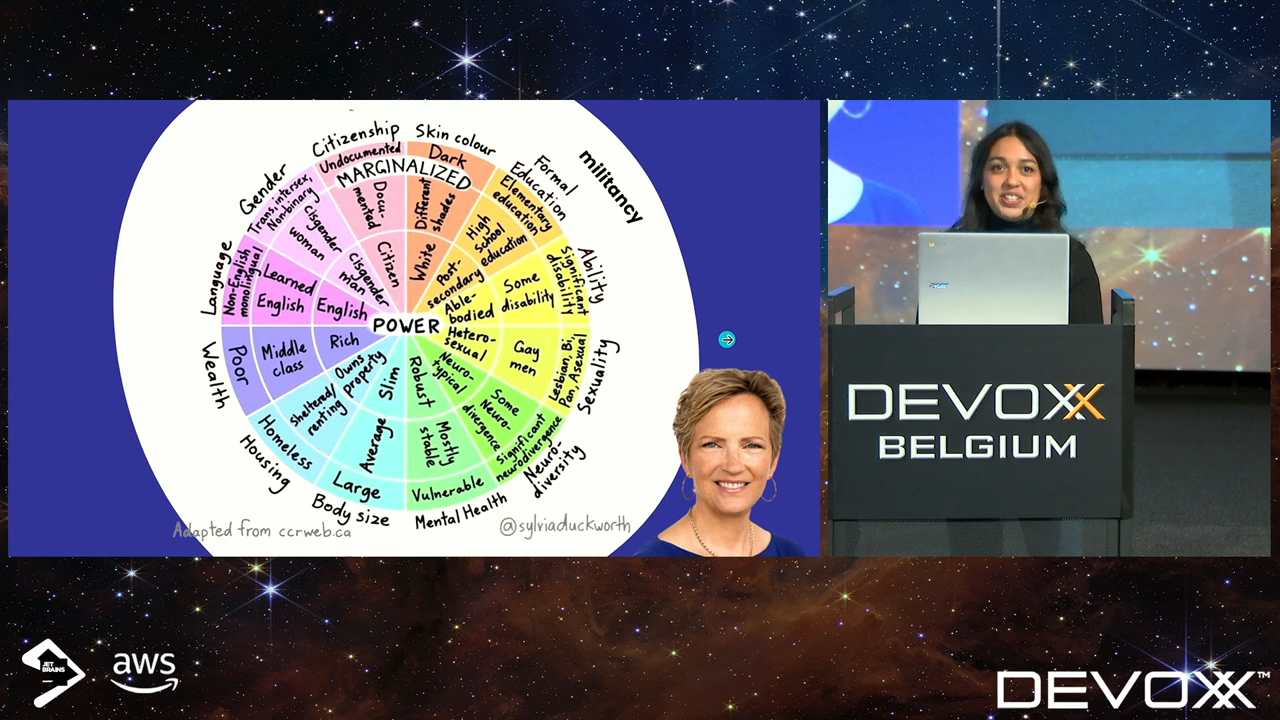 Citizenship
Skin colour
Formal
Education
militancy
Ability
Sexuality
Neuro-
diversity
Mental Health
Body size
Housing
Wealth
Language
Gender
Undocumented
Dark
MARGINALIZED
Elementary
education
significant
disability
Lesbian, Bi,
Pan, Asexual
significant
neurodivergence
Vulnerable
Large
Homeless
Poor
Non-English
monolingual
Trans, intersex,
Nonbinary
Docu-
mented
Different
shades
High
school
education
Some
disability
Gay
men
Some
Neuro-
divergence
Mostly
stable
Average
Sheltered/
renting
Middle
class
Learned
English
Cisgender
woman
Citizen
White
Post-
secondary
Able-
bodied
Hetero-
sexual
Neuro-
typical
Robust
Slim
Owns
property
Rich
English
Cisgender
man
POWER
Adapted from ccrweb.ca
@sylviaduckworth
DEVOXX
BELGIUM
JET
BRAINS
aws
DEVOXX™